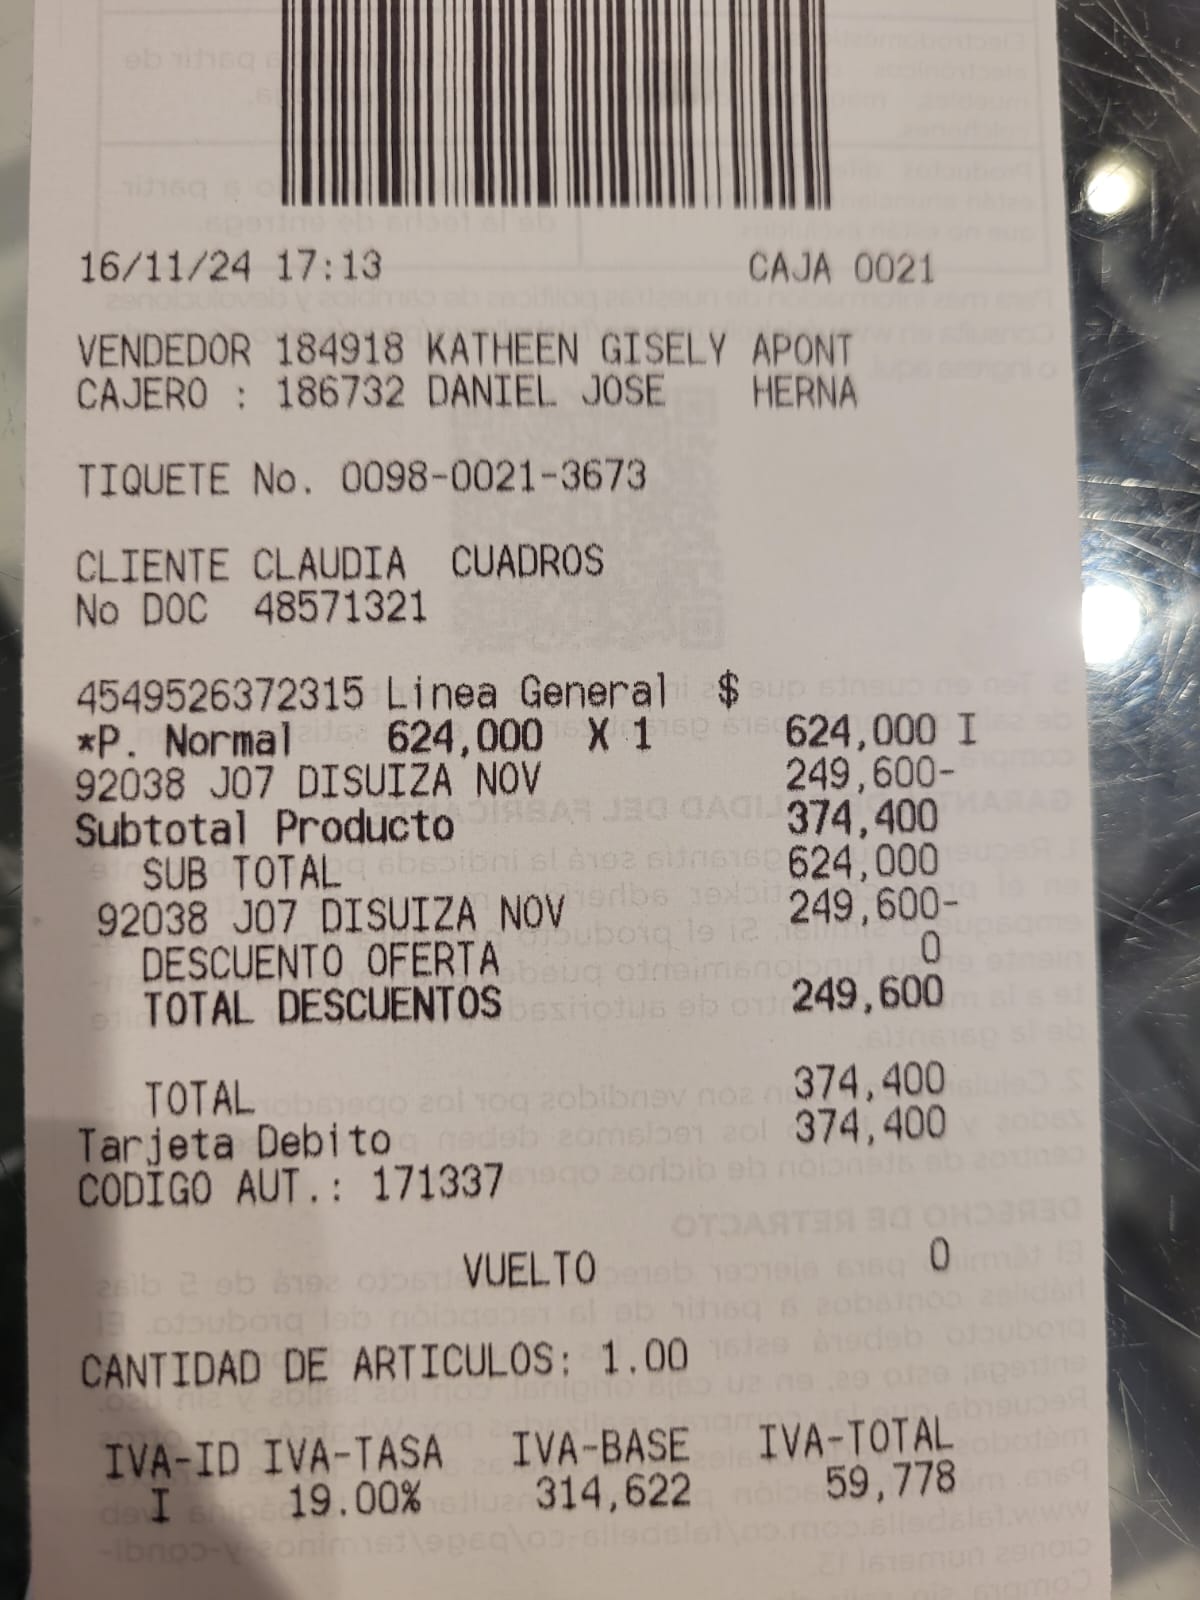 16/11/24 17:13 CAJA 0021
VENDEDOR 184918 KATHEEN GISELY APONT
CAJERO : 186732 DANIEL JOSE HERNA
TIQUETE No. 0098-0021-3673
CLIENTE CLAUDIA CUADROS
No DOC 48571321
4549526372315 Linea General $
*P. Normal 624,000 X 1 624,000 I
92038 J07 DISUIZA NOV 249,600-
Subtotal Producto 374,400
SUB TOTAL 624,000
92038 J07 DISUIZA NOV 249,600-
DESCUENTO OFERTA 0
TOTAL DESCUENTOS 249,600
TOTAL 374,400
Tarjeta Debito 374,400
CODIGO AUT.: 171337
VUELTO 0
CANTIDAD DE ARTICULOS: 1.00
IVA-ID IVA-TASA IVA-BASE IVA-TOTAL
I 19.00% 314,622 59,778